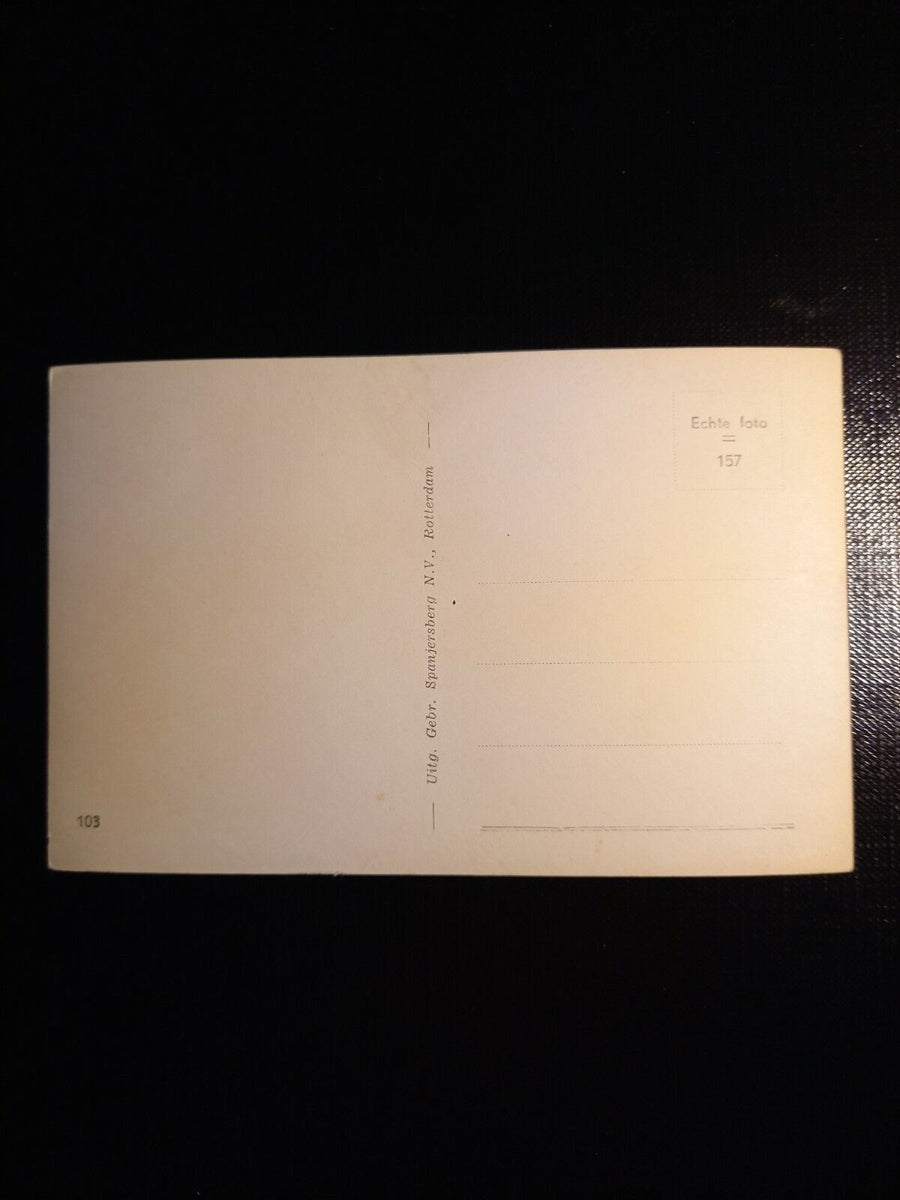 Echte foto
=
157
— Uitg. Gebr. Spanjersberg N.V., Rotterdam —
103